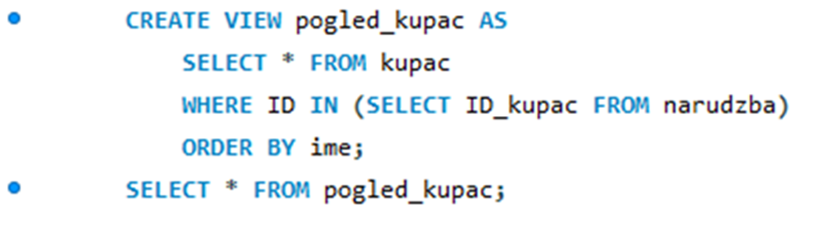 CREATE VIEW pogled_kupac AS
SELECT * FROM kupac
WHERE ID IN (SELECT ID_kupac FROM narudzba)
ORDER BY ime;
SELECT * FROM pogled_kupac;